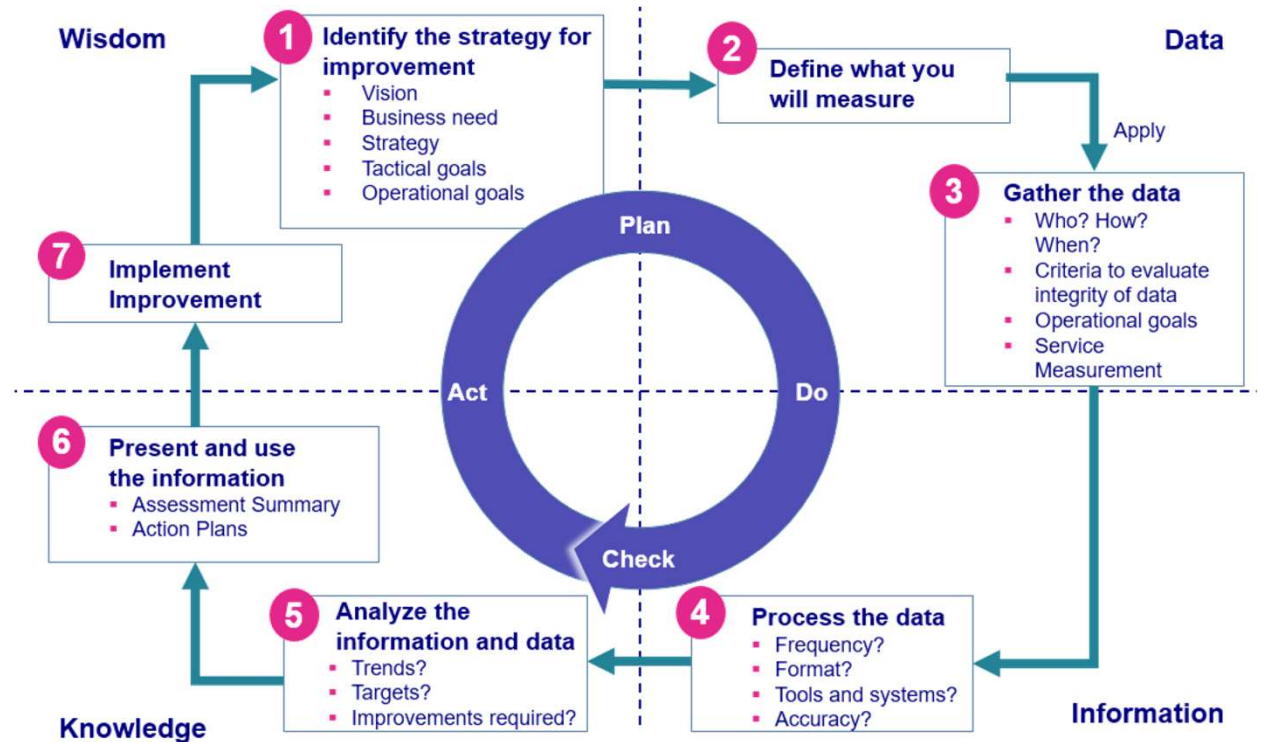 Wisdom
1
Identify the strategy for
improvement
▪ Vision
▪ Business need
▪ Strategy
▪ Tactical goals
▪ Operational goals
2
Define what you
will measure
Data
Apply
3
Gather the data
▪ Who? How?
When?
▪ Criteria to evaluate
integrity of data
▪ Operational goals
▪ Service
Measurement
7
Implement
Improvement
Plan
Act
Do
Check
6
Present and use
the information
▪ Assessment Summary
▪ Action Plans
5
Analyze the
information and data
▪ Trends?
▪ Targets?
▪ Improvements required?
4
Process the data
▪ Frequency?
▪ Format?
▪ Tools and systems?
▪ Accuracy?
Knowledge
Information